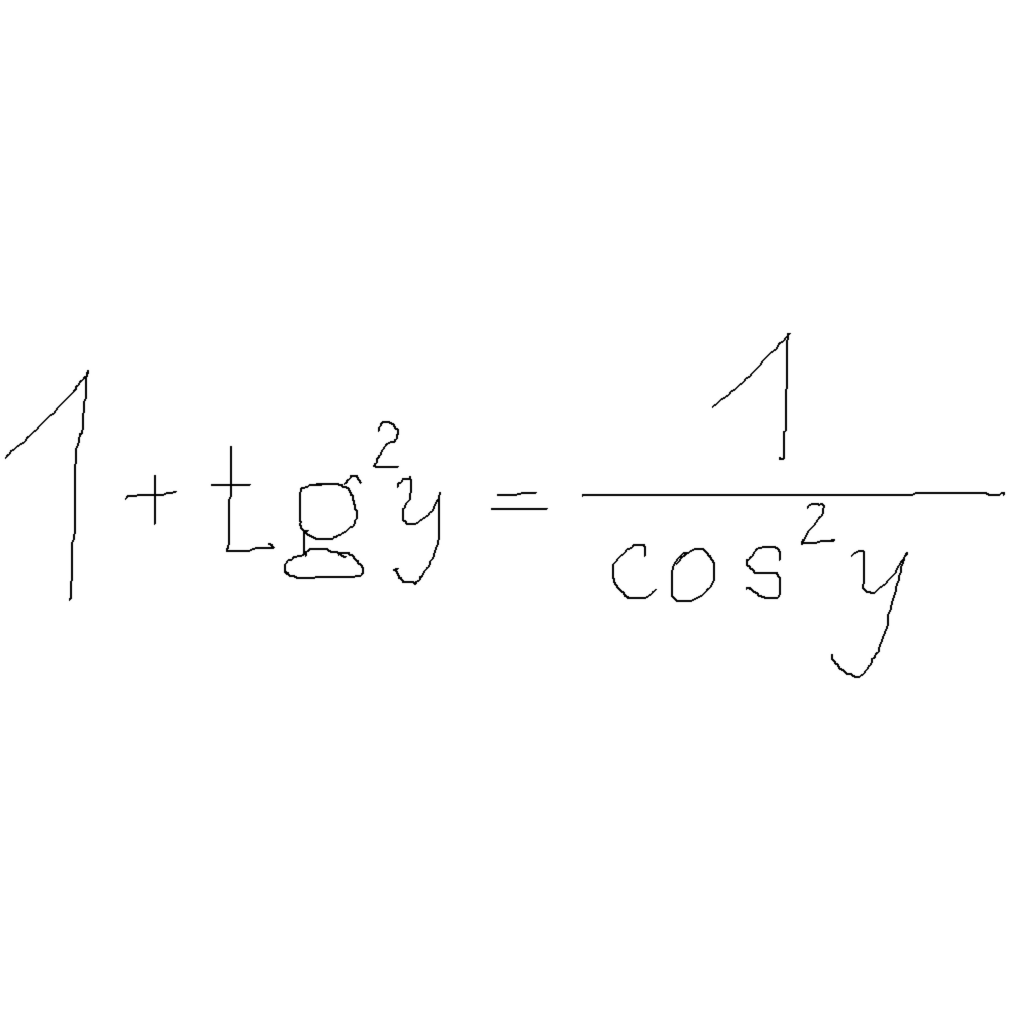 1 + tg²y = 1/cos²y